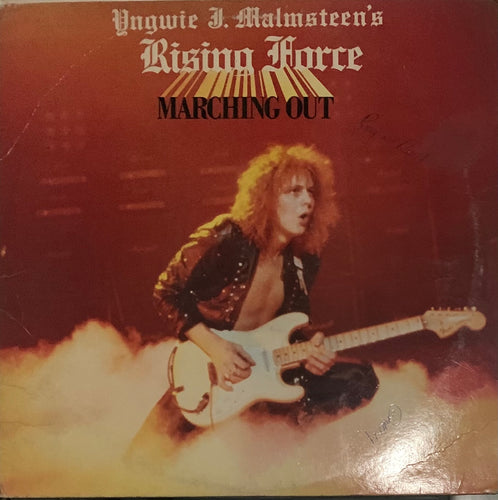 Yngwie J. Malmsteen's
Rising Force
MARCHING OUT